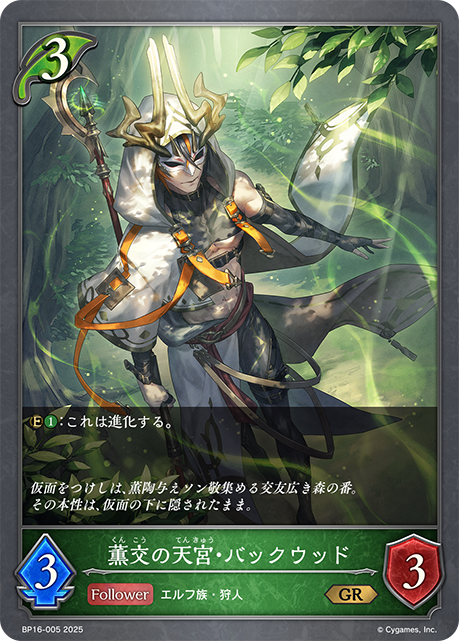 3
E 1:これは進化する。
仮面をつけしは、薫陶与えソン敬集める交友広き森の番。
その本性は、仮面の下に隠されたまま。
くんこう てんきゅう
薫交の天宮・バックウッド
3 Follower エルフ族・狩人 GR 3
BP16-005 2025 © Cygames, Inc.